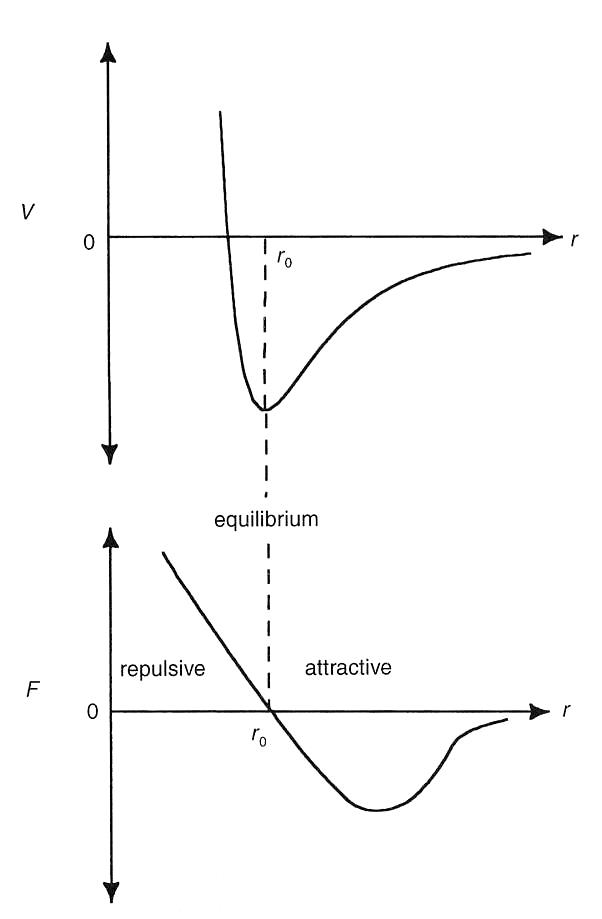 V
0
r
r₀
equilibrium
repulsive
attractive
F
0
r
r₀